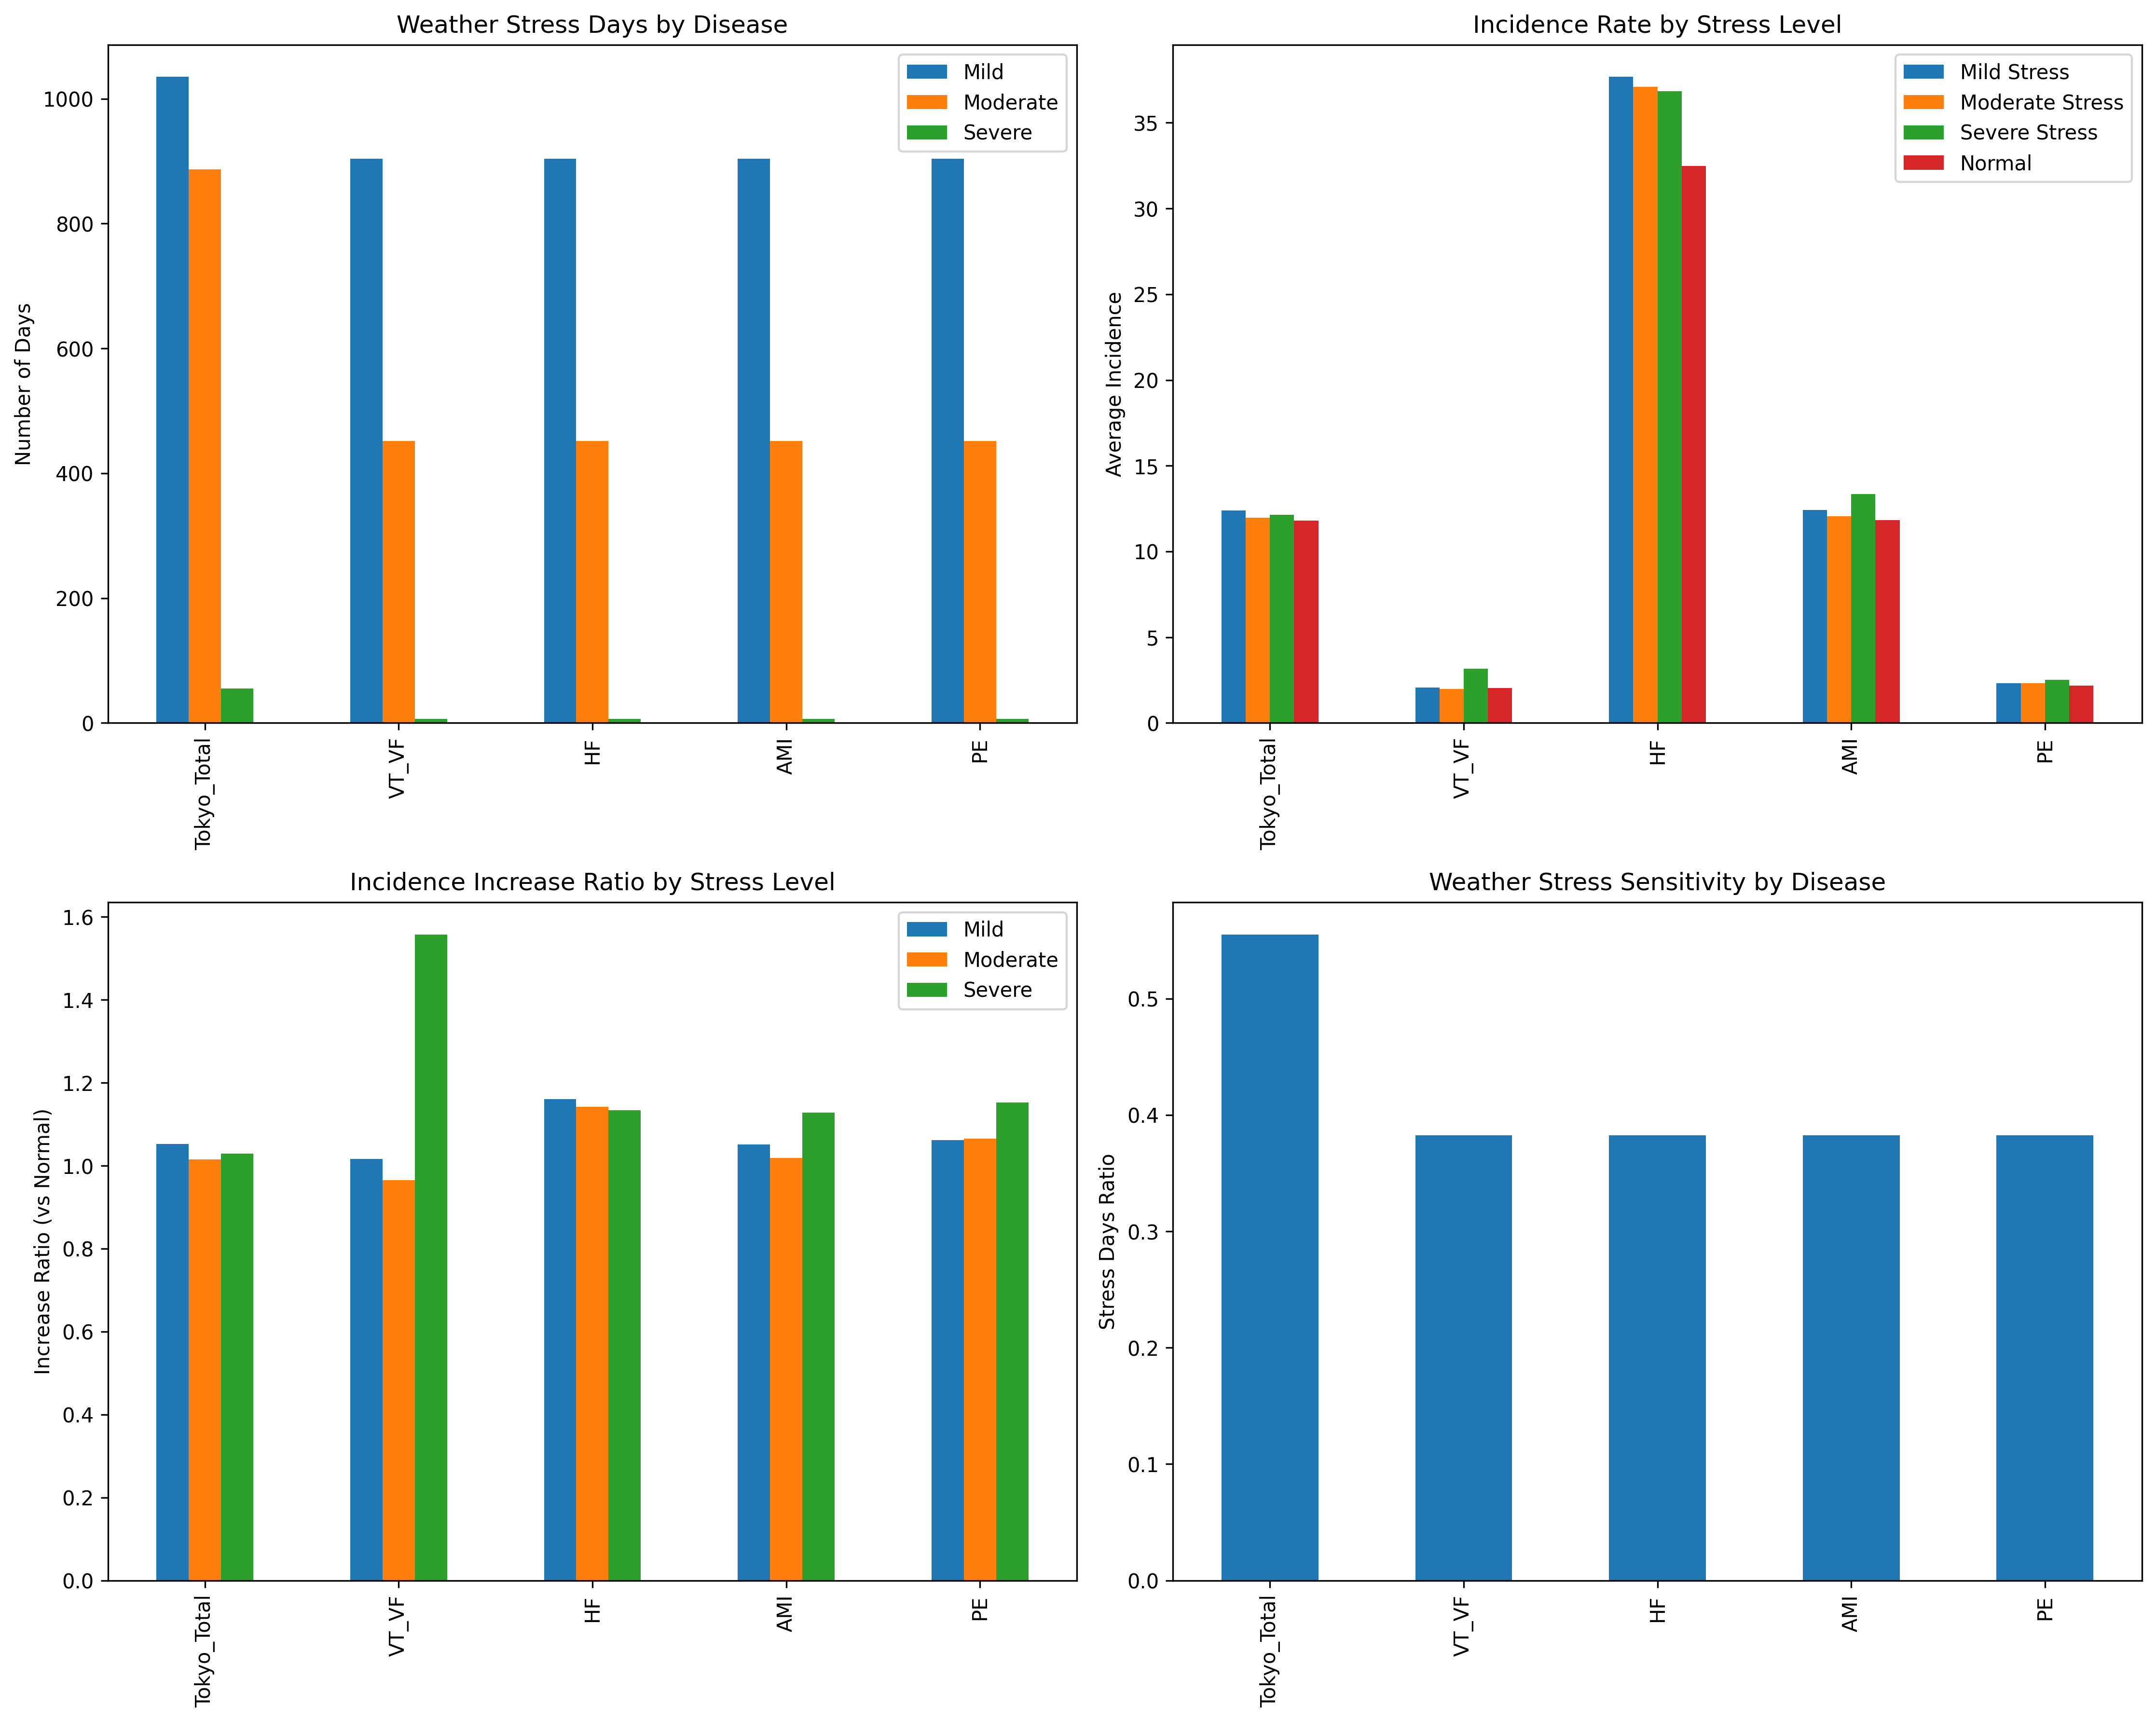 Weather Stress Days by Disease
Number of Days
1000
800
600
400
200
0
Mild
Moderate
Severe
Tokyo_Total
VT_VF
HF
AMI
PE
Incidence Rate by Stress Level
Average Incidence
35
30
25
20
15
10
5
0
Mild Stress
Moderate Stress
Severe Stress
Normal
Tokyo_Total
VT_VF
HF
AMI
PE
Incidence Increase Ratio by Stress Level
Increase Ratio (vs Normal)
1.6
1.4
1.2
1.0
0.8
0.6
0.4
0.2
0.0
Mild
Moderate
Severe
Tokyo_Total
VT_VF
HF
AMI
PE
Weather Stress Sensitivity by Disease
Stress Days Ratio
0.5
0.4
0.3
0.2
0.1
0.0
Tokyo_Total
VT_VF
HF
AMI
PE